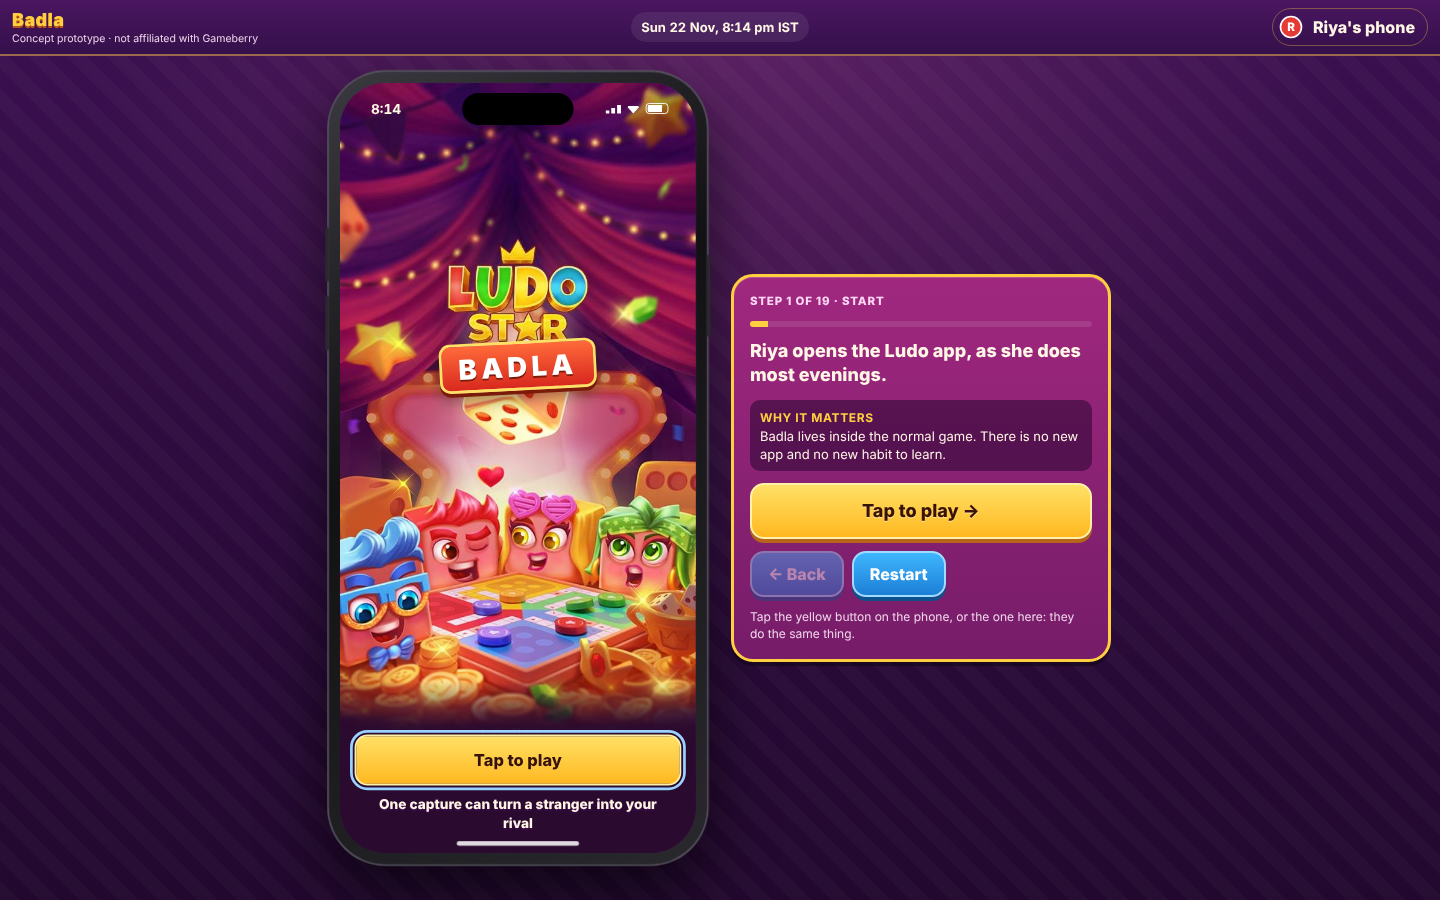 Badla
Concept prototype · not affiliated with Gameberry
Sun 22 Nov, 8:14 pm IST
R
Riya's phone
8:14
LUDO
STAR
BADLA
Tap to play
One capture can turn a stranger into your
rival
STEP 1 OF 19 · START
Riya opens the Ludo app, as she does
most evenings.
WHY IT MATTERS
Badla lives inside the normal game. There is no new
app and no new habit to learn.
Tap to play →
← Back
Restart
Tap the yellow button on the phone, or the one here: they
do the same thing.